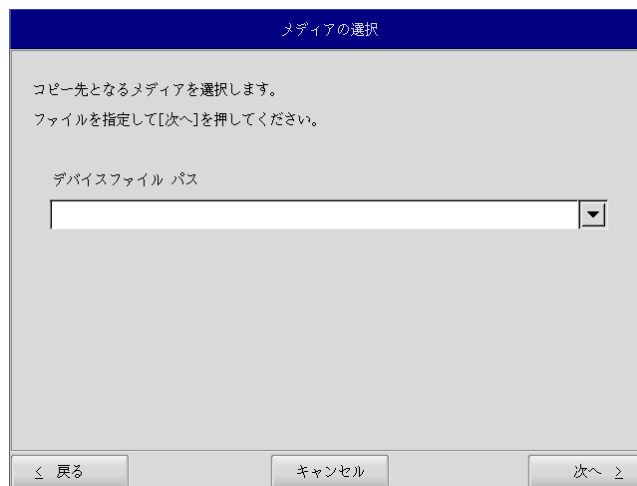 メディアの選択
コピー先となるメディアを選択します。
ファイルを指定して[次へ]を押してください。
デバイスファイル パス
≤ 戻る
キャンセル
次へ ≥